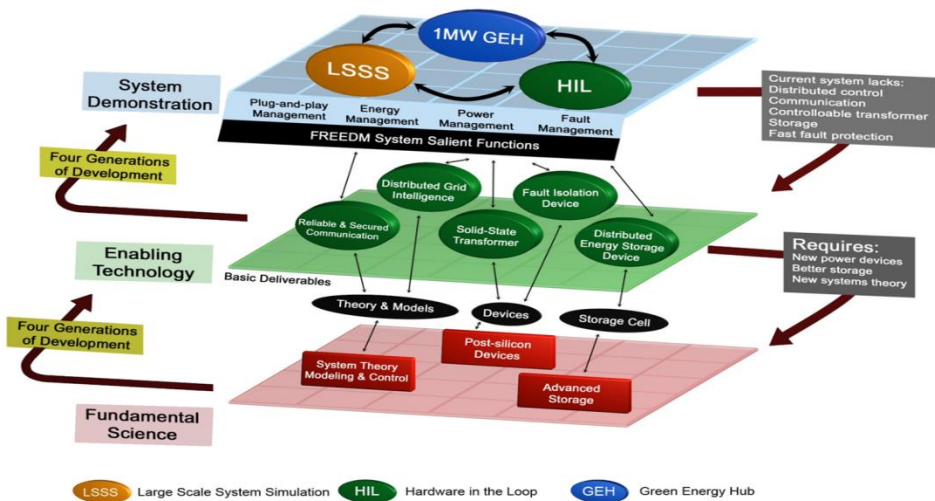 1MW GEH
LSSS
HIL
System
Demonstration
Plug-and-play
Management
Energy
Management
Power
Management
Fault
Management
FREEDM System Salient Functions
Current system lacks:
Distributed control
Communication
Controlloable transformer
Storage
Fast fault protection
Four Generations
of Development
Distributed Grid
Intelligence
Fault Isolation
Device
Reliable & Secured
Communication
Solid-State
Transformer
Distributed
Energy Storage
Device
Enabling
Technology
Basic Deliverables
Requires:
New power devices
Better storage
New systems theory
Theory & Models
Devices
Storage Cell
Four Generations
of Development
Post-silicon
Devices
System Theory
Modeling & Control
Advanced
Storage
Fundamental
Science
LSSS Large Scale System Simulation
HIL Hardware in the Loop
GEH Green Energy Hub